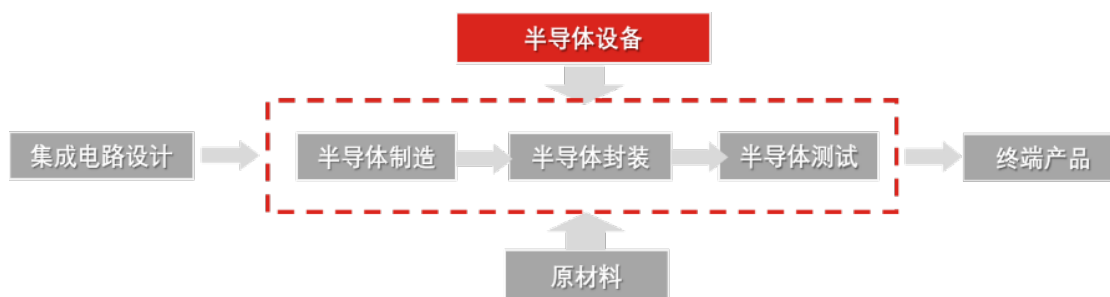 半导体设备
集成电路设计
半导体制造
半导体封装
半导体测试
终端产品
原材料